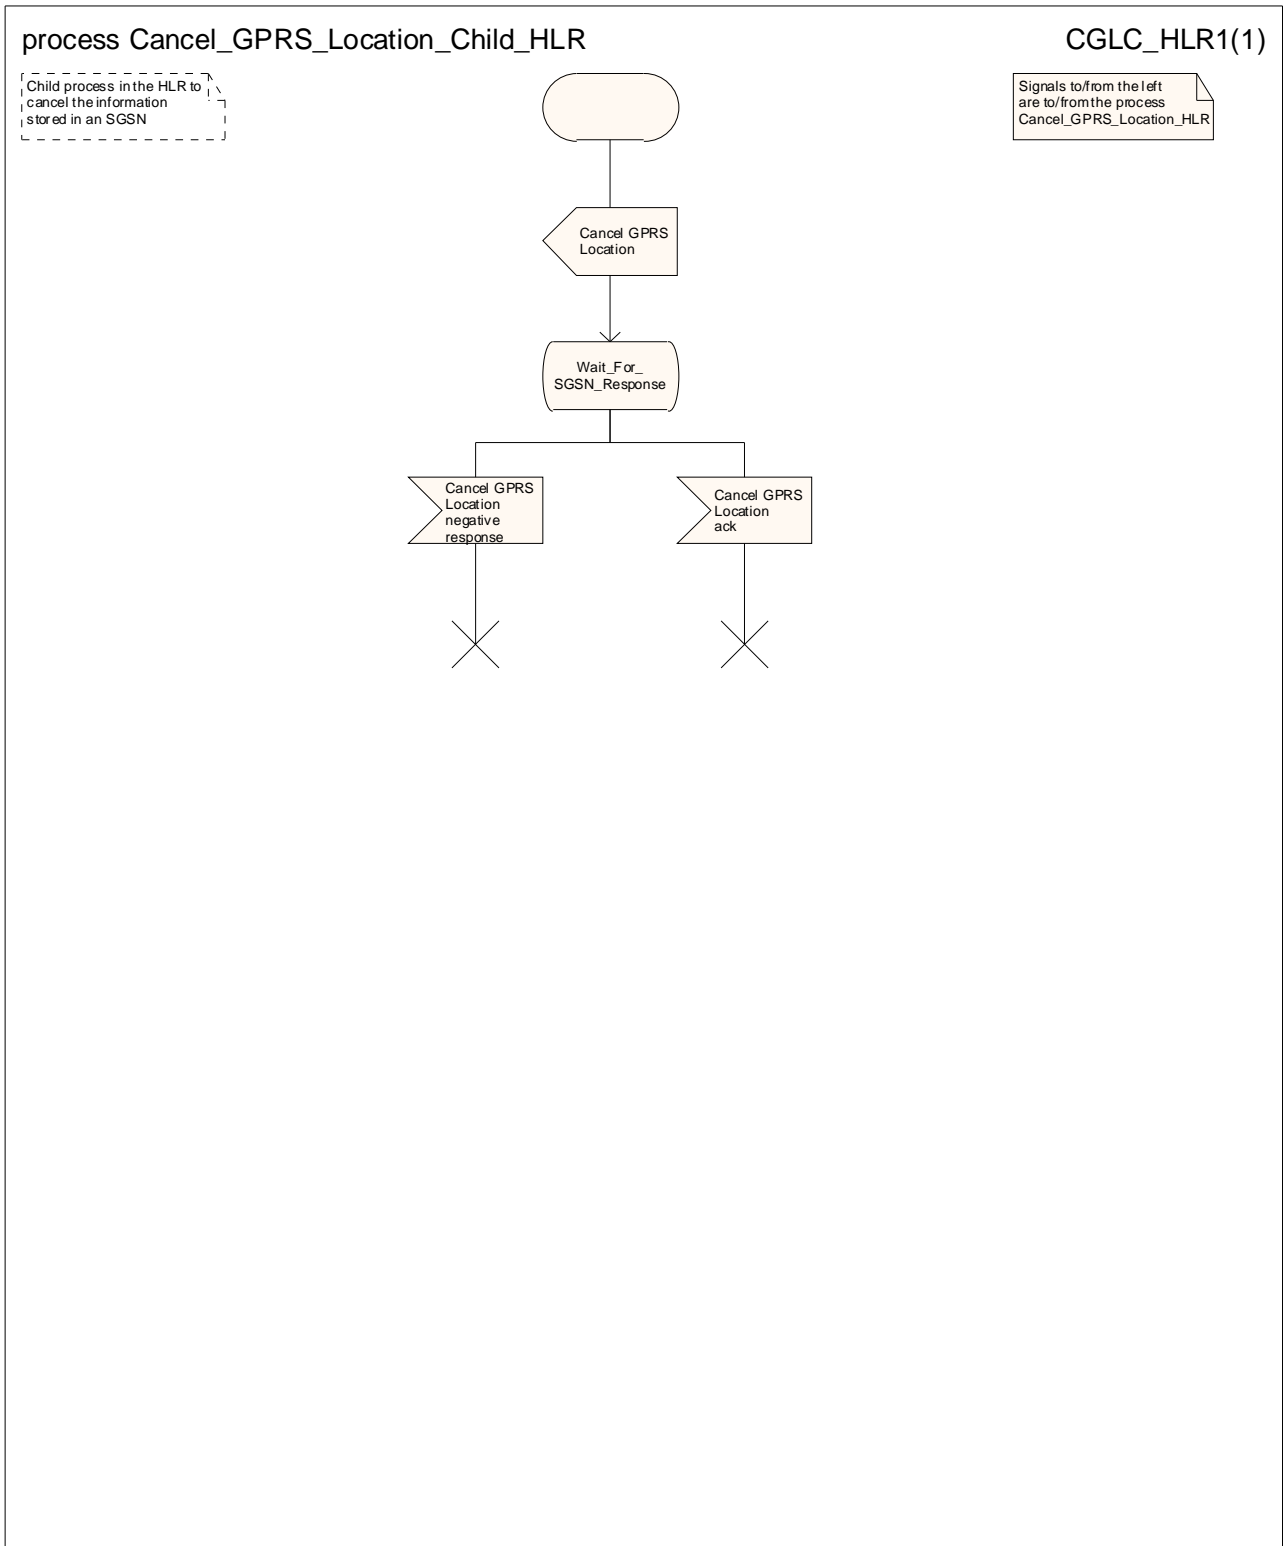 process Cancel_GPRS_Location_Child_HLR
CGLC_HLR1(1)
Child process in the HLR to
cancel the information
stored in an SGSN
Signals to/from the left
are to/from the process
Cancel_GPRS_Location_HLR
Cancel GPRS
Location
Wait_For_
SGSN_Response
Cancel GPRS
Location
negative
response
Cancel GPRS
Location
ack